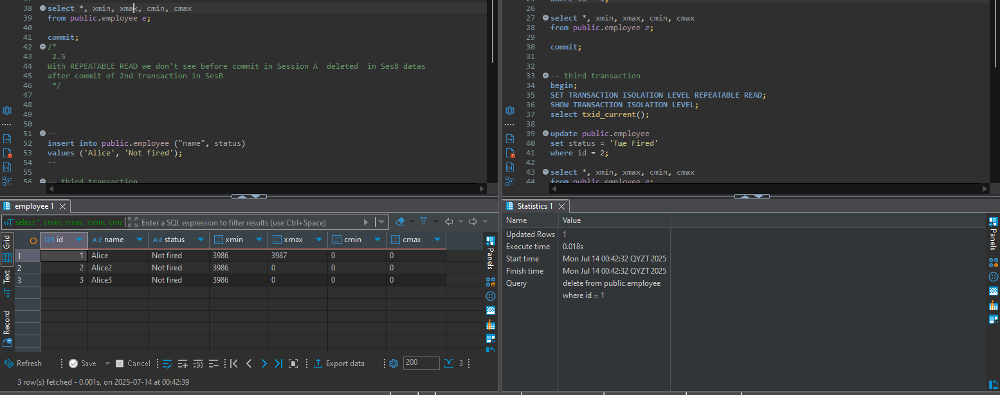 38 select *, xmin, xmax, cmin, cmax
39 from public.employee e;
40
41 commit;
42 /*
43 2.5
44 With REPEATABLE READ we don't see before commit in Session A deleted in SesB datas
45 after commit of 2nd transaction in SesB
46 */
47
48
49
50
51 --
52 insert into public.employee ("name", status)
53 values ('Alice', 'Not fired');
54 --
55
56 -- third transaction
26
27 select *, xmin, xmax, cmin, cmax
28 from public.employee e;
29
30 commit;
31
32
33 -- third transaction
34 begin;
35 SET TRANSACTION ISOLATION LEVEL REPEATABLE READ;
36 SHOW TRANSACTION ISOLATION LEVEL;
37 select txid_current();
38
39 update public.employee
40 set status = 'Тще Fired'
41 where id = 2;
42
43 select *, xmin, xmax, cmin, cmax
44 from public.employee e;
employee 1
select *, xmin, xmax, cmin, cma
Enter a SQL expression to filter results (use Ctrl+Space)
Grid
Text
Record
123 id A-Z name A-Z status xmin xmax cmin cmax
1 1 Alice Not fired 3986 3987 0 0
2 2 Alice2 Not fired 3986 0 0 0
3 3 Alice3 Not fired 3986 0 0 0
Panels
Refresh Save Cancel Export data 200 3
3 row(s) fetched - 0.001s, on 2025-07-14 at 00:42:39
Statistics 1
Name Value
Updated Rows 1
Execute time 0.018s
Start time Mon Jul 14 00:42:32 QYZT 2025
Finish time Mon Jul 14 00:42:32 QYZT 2025
Query delete from public.employee
where id = 1
Panels